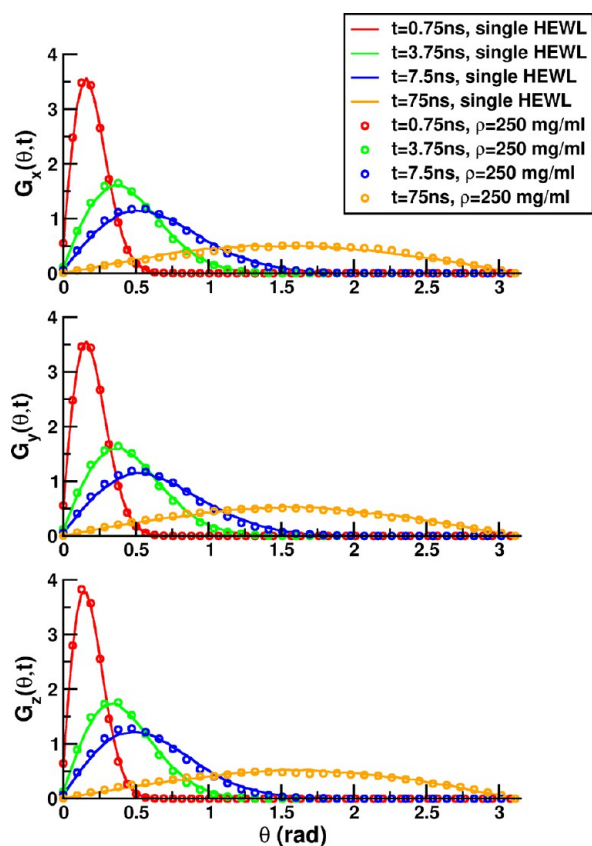 t=0.75ns, single HEWL
t=3.75ns, single HEWL
t=7.5ns, single HEWL
t=75ns, single HEWL
t=0.75ns, ρ=250 mg/ml
t=3.75ns, ρ=250 mg/ml
t=7.5ns, ρ=250 mg/ml
t=75ns, ρ=250 mg/ml
4
3
2
1
0
Gx(θ,t)
0 0.5 1 1.5 2 2.5 3
4
3
2
1
0
Gy(θ,t)
0 0.5 1 1.5 2 2.5 3
4
3
2
1
0
Gz(θ,t)
0 0.5 1 1.5 2 2.5 3
θ (rad)